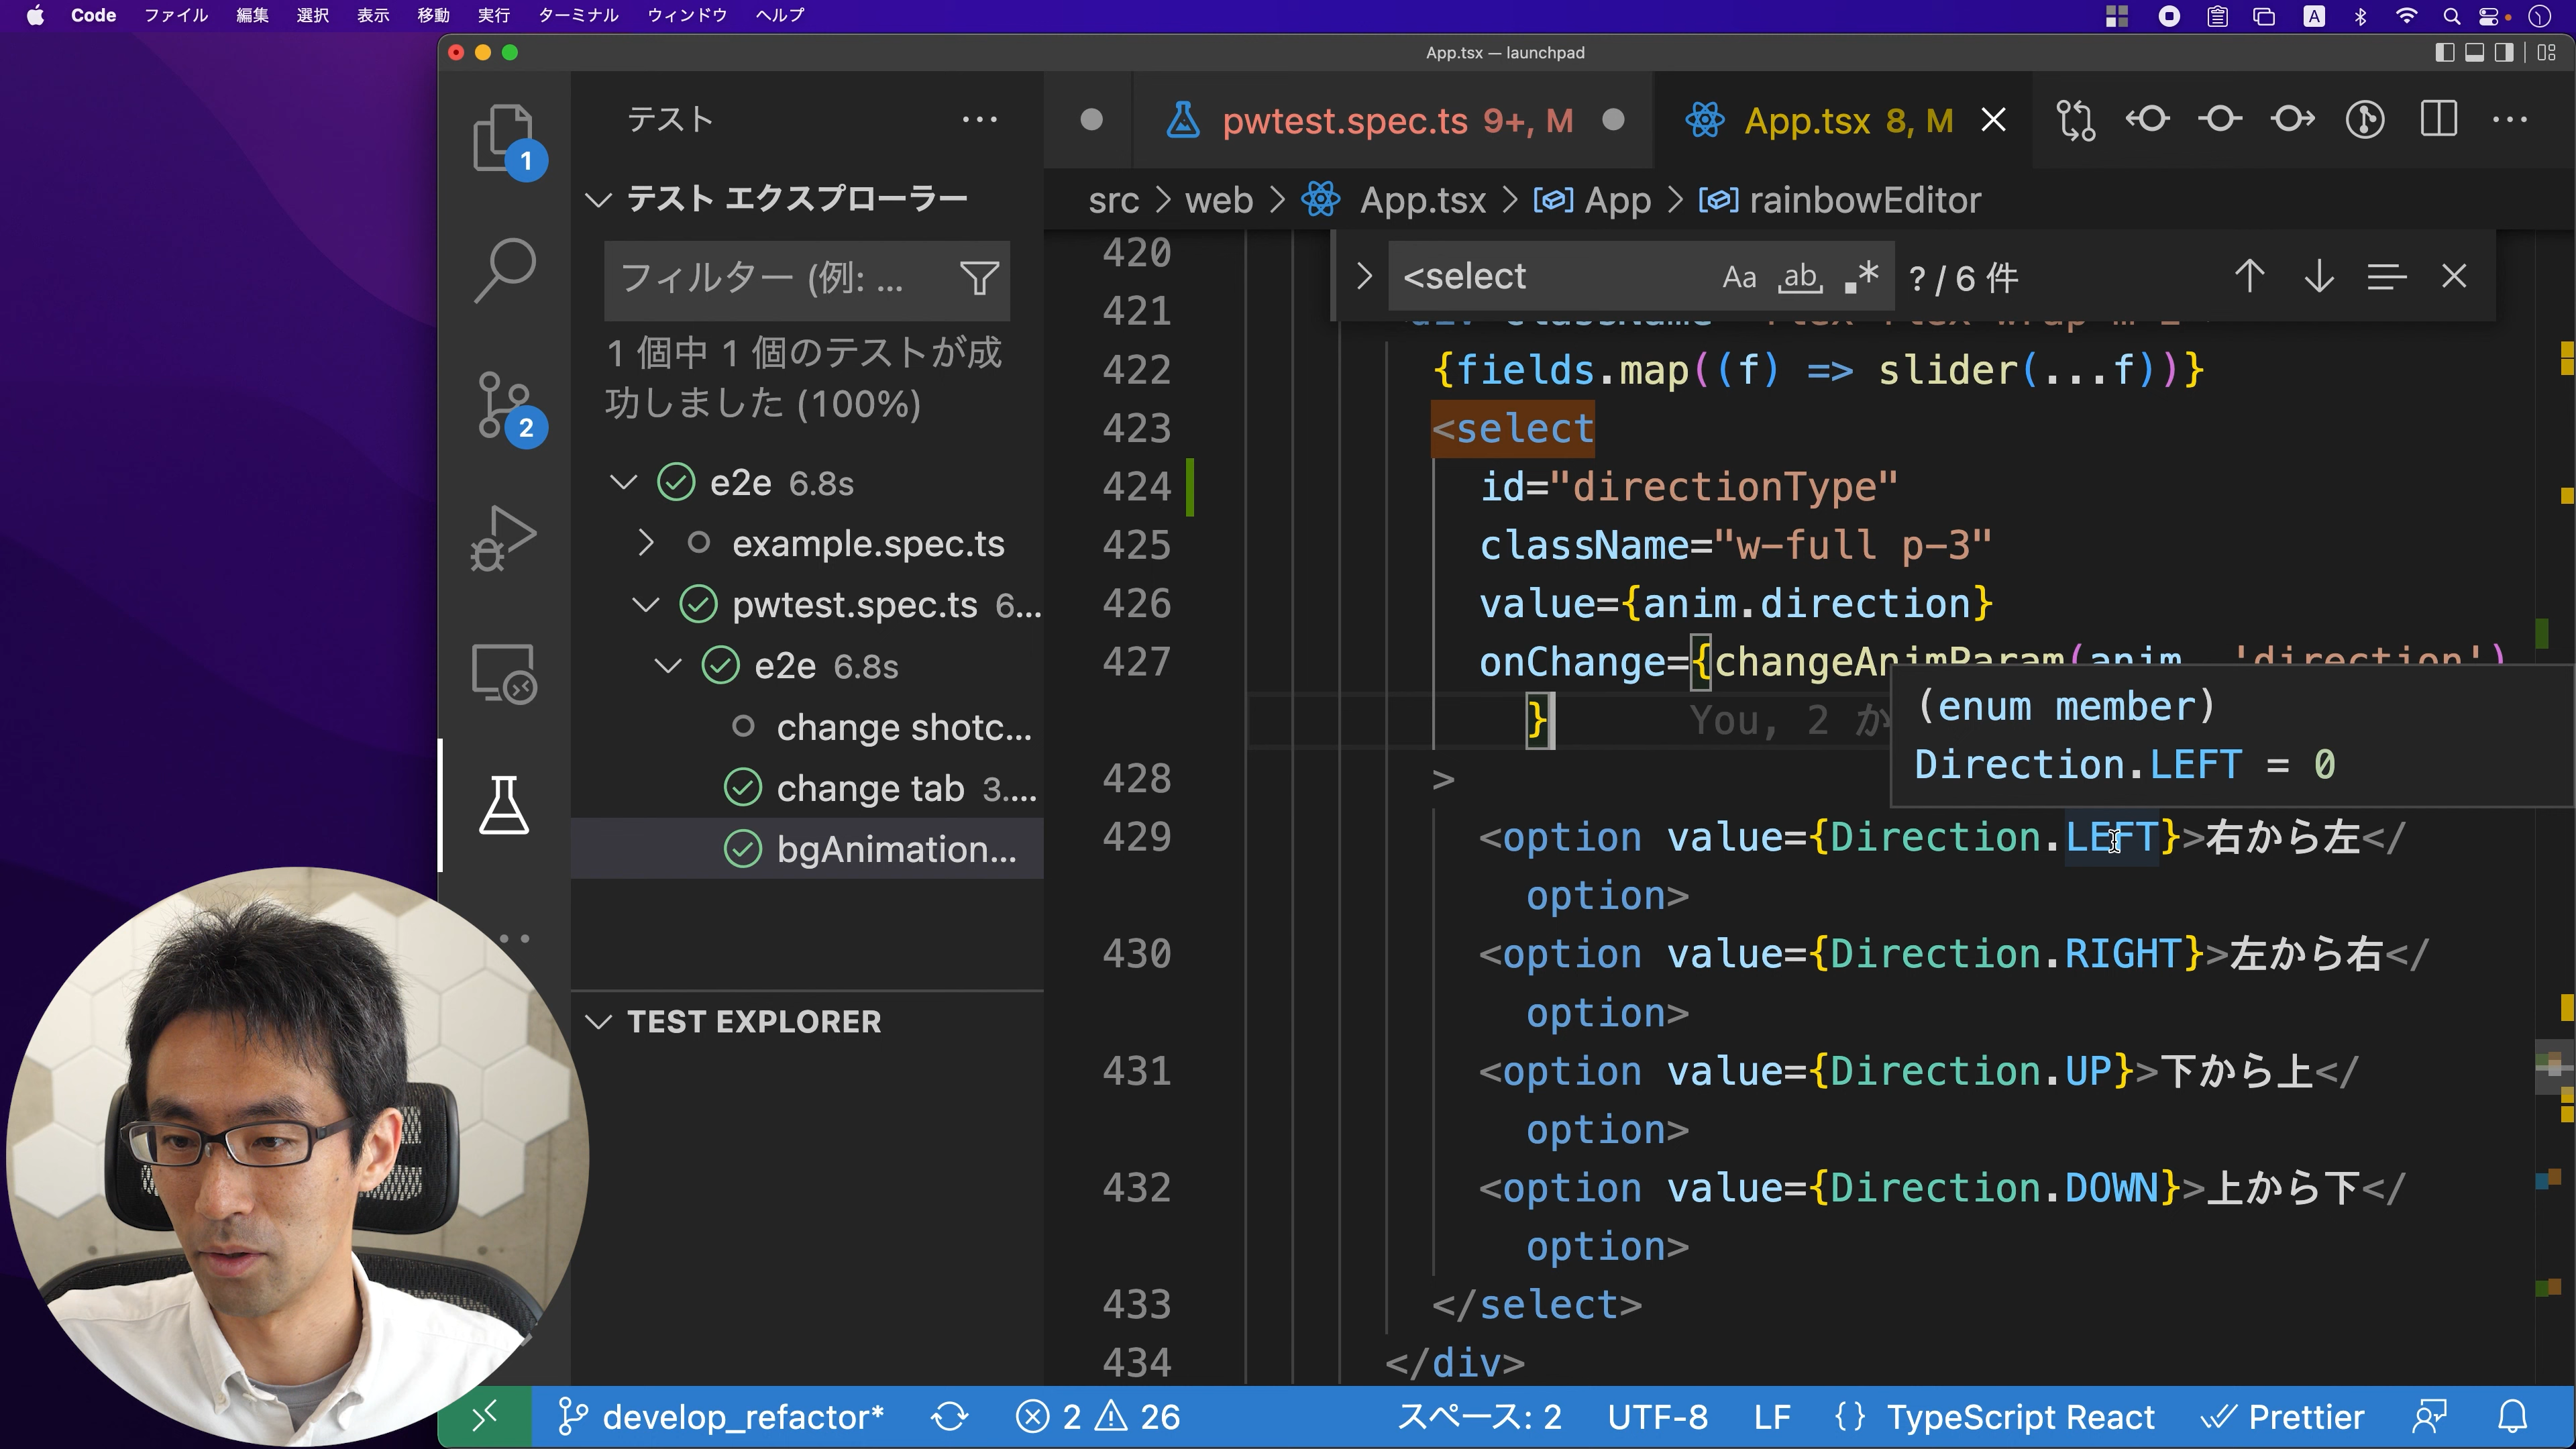 Code ファイル 編集 選択 表示 移動 実行 ターミナル ウィンドウ ヘルプ
A
App.tsx — launchpad
テスト
pwtest.spec.ts 9+, M
App.tsx 8, M
1
2
テスト エクスプローラー
フィルター (例: ...
1 個中 1 個のテストが成
功しました (100%)
e2e 6.8s
example.spec.ts
pwtest.spec.ts 6...
e2e 6.8s
change shotc...
change tab 3....
bgAnimation...
TEST EXPLORER
src > web > App.tsx > App > rainbowEditor
<select Aa ab .* ? / 6 件
420
421
422 {fields.map((f) => slider(...f))}
423 <select
424 id="directionType"
425 className="w-full p-3"
426 value={anim.direction}
427 onChange={changeAnimParam(anim, 'direction')
} You, 2 か
(enum member)
Direction.LEFT = 0
428 >
429 <option value={Direction.LEFT}>右から左</
option>
430 <option value={Direction.RIGHT}>左から右</
option>
431 <option value={Direction.UP}>下から上</
option>
432 <option value={Direction.DOWN}>上から下</
option>
433 </select>
434 </div>
develop_refactor* 2 26 スペース: 2 UTF-8 LF {} TypeScript React Prettier